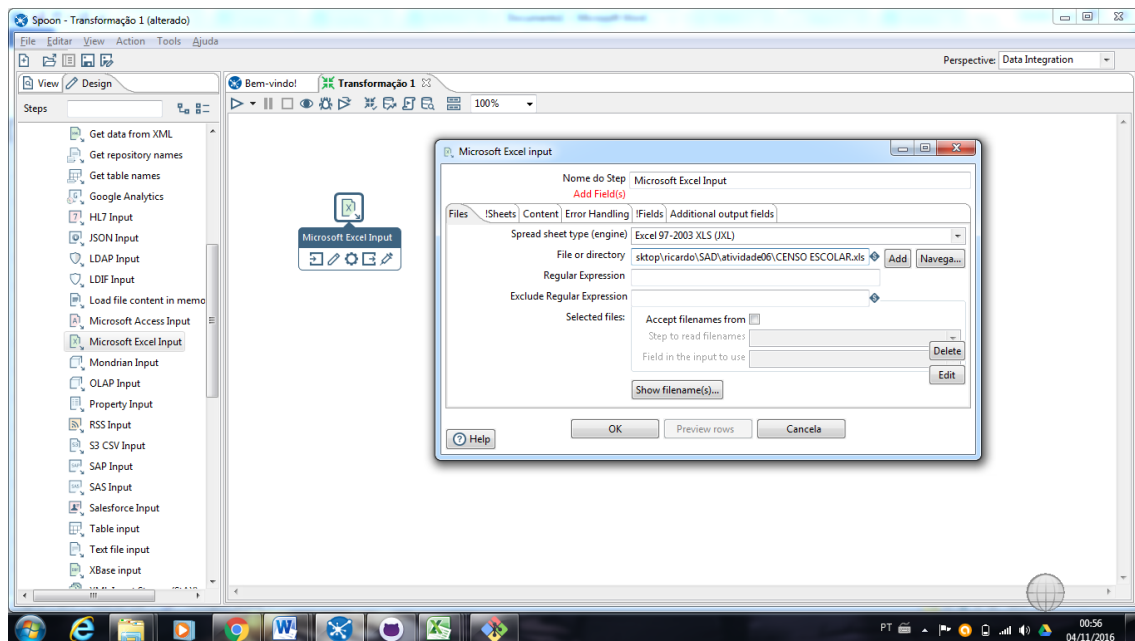 Spoon - Transformação 1 (alterado)
File Editar View Action Tools Ajuda
Perspective: Data Integration
View Design
Bem-vindo! Transformação 1
Steps
100%
Get data from XML
Get repository names
Get table names
Google Analytics
HL7 Input
JSON Input
LDAP Input
LDIF Input
Load file content in memo
Microsoft Access Input
Microsoft Excel Input
Mondrian Input
OLAP Input
Property Input
RSS Input
S3 CSV Input
SAP Input
SAS Input
Salesforce Input
Table input
Text file input
XBase input
Microsoft Excel Input
Microsoft Excel input
Nome do Step Microsoft Excel Input
Add Field(s)
Files !Sheets Content Error Handling !Fields Additional output fields
Spread sheet type (engine) Excel 97-2003 XLS (JXL)
File or directory sktop\ricardo\SAD\atividade06\CENSO ESCOLAR.xls Add Navega...
Regular Expression
Exclude Regular Expression
Selected files: Accept filenames from
Step to read filenames
Delete
Field in the input to use
Edit
Show filename(s)...
OK Preview rows Cancela
Help
PT 00:56
04/11/2016